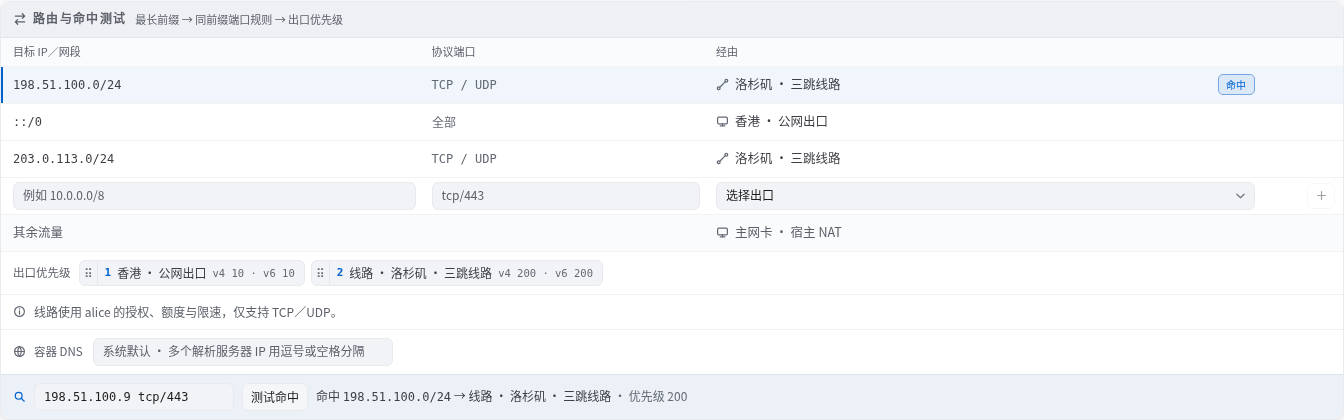 路由与命中测试 最长前缀 → 同前缀端口规则 → 出口优先级
目标 IP／网段 协议端口 经由
198.51.100.0/24 TCP / UDP 洛杉矶 · 三跳线路 命中
::/0 全部 香港 · 公网出口
203.0.113.0/24 TCP / UDP 洛杉矶 · 三跳线路
例如 10.0.0.0/8 tcp/443 选择出口 +
其余流量 主网卡 · 宿主 NAT
出口优先级 1 香港 · 公网出口 v4 10 · v6 10 2 线路 · 洛杉矶 · 三跳线路 v4 200 · v6 200
线路使用 alice 的授权、额度与限速，仅支持 TCP／UDP。
容器 DNS 系统默认 · 多个解析服务器 IP 用逗号或空格分隔
198.51.100.9 tcp/443 测试命中 命中 198.51.100.0/24 → 线路 · 洛杉矶 · 三跳线路 · 优先级 200